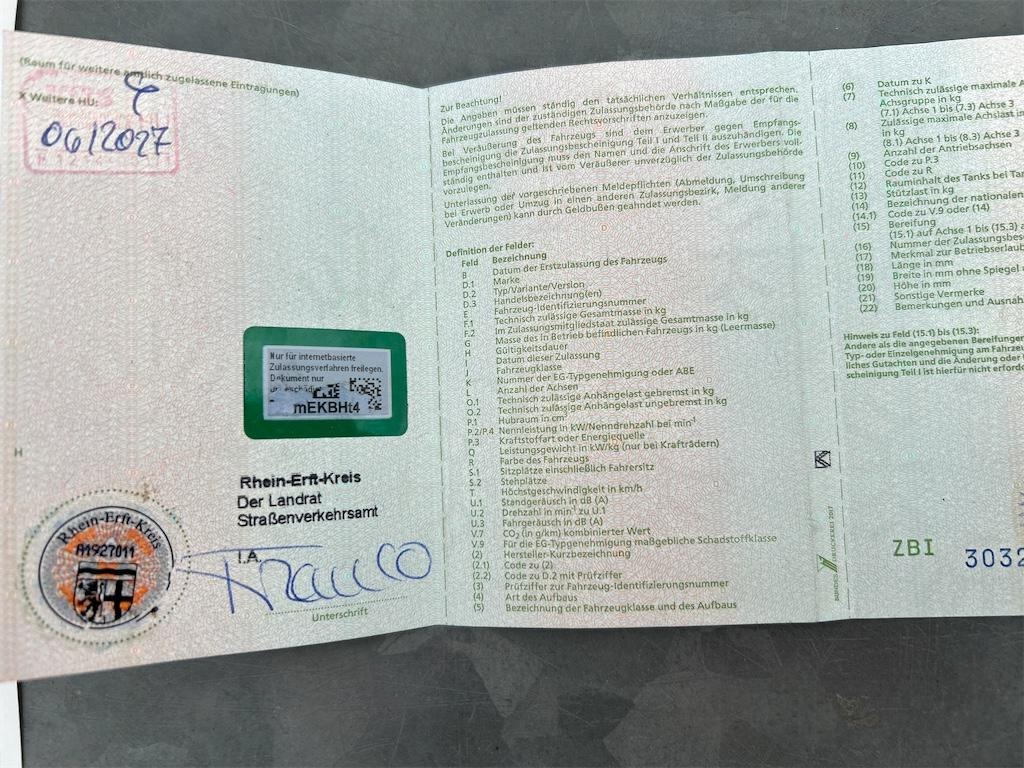 (Raum für weitere amtlich zugelassene Eintragungen)
X Weitere HU:
06/2027
Nur für internetbasierte
Zulassungsverfahren freilegen.
Dokument nur
mEKBHt4
H
Rhein-Erft-Kreis
Der Landrat
Straßenverkehrsamt
I.A.
Unterschrift
Rhein-Erft-Kreis
A1927011
Zur Beachtung!
Die Angaben müssen ständig den tatsächlichen Verhältnissen entsprechen.
Änderungen sind der zuständigen Zulassungsbehörde nach Maßgabe der für die
Fahrzeugzulassung geltenden Rechtsvorschriften anzuzeigen.
Bei Veräußerung des Fahrzeugs sind dem Erwerber gegen Empfangs-
bescheinigung die Zulassungsbescheinigung Teil I und Teil II auszuhändigen. Die
Empfangsbescheinigung muss den Namen und die Anschrift des Erwerbers voll-
ständig enthalten und ist vom Veräußerer unverzüglich der Zulassungsbehörde
vorzulegen.
Unterlassung der vorgeschriebenen Meldepflichten (Abmeldung, Umschreibung
bei Erwerb oder Umzug in einen anderen Zulassungsbezirk, Meldung anderer
Veränderungen) kann durch Geldbußen geahndet werden.
Definition der Felder:
Feld Bezeichnung
B Datum der Erstzulassung des Fahrzeugs
D.1 Marke
D.2 Typ/Variante/Version
D.3 Handelsbezeichnung(en)
E Fahrzeug-Identifizierungsnummer
F.1 Technisch zulässige Gesamtmasse in kg
F.2 Im Zulassungsmitgliedstaat zulässige Gesamtmasse in kg
G Masse des in Betrieb befindlichen Fahrzeugs in kg (Leermasse)
H Gültigkeitsdauer
I Datum dieser Zulassung
J Fahrzeugklasse
K Nummer der EG-Typgenehmigung oder ABE
L Anzahl der Achsen
O.1 Technisch zulässige Anhängelast gebremst in kg
O.2 Technisch zulässige Anhängelast ungebremst in kg
P.1 Hubraum in cm³
P.2/P.4 Nennleistung in kW/Nenndrehzahl bei min⁻¹
P.3 Kraftstoffart oder Energiequelle
Q Leistungsgewicht in kW/kg (nur bei Krafträdern)
R Farbe des Fahrzeugs
S.1 Sitzplätze einschließlich Fahrersitz
S.2 Stehplätze
T Höchstgeschwindigkeit in km/h
U.1 Standgeräusch in dB (A)
U.2 Drehzahl in min⁻¹ zu U.1
U.3 Fahrgeräusch in dB (A)
V.7 CO₂ (in g/km) kombinierter Wert
V.9 Für die EG-Typgenehmigung maßgebliche Schadstoffklasse
(2) Hersteller-Kurzbezeichnung
(2.1) Code zu (2)
(2.2) Code zu D.2 mit Prüfziffer
(3) Prüfziffer zur Fahrzeug-Identifizierungsnummer
(4) Art des Aufbaus
(5) Bezeichnung der Fahrzeugklasse und des Aufbaus
(6) Datum zu K
(7) Technisch zulässige maximale
Achsgruppe in kg
(7.1) Achse 1 bis (7.3) Achse 3
(8) Zulässige maximale Achslast
in kg
(8.1) Achse 1 bis (8.3) Achse 3
(9) Anzahl der Antriebsachsen
(10) Code zu P.3
(11) Code zu R
(12) Rauminhalt des Tanks bei
(13) Stützlast in kg
(14) Bezeichnung der nationalen
(14.1) Code zu V.9 oder (14)
(15) Bereifung
(15.1) auf Achse 1 bis (15.3)
(16) Nummer der
(17) Merkmal zur
(18) Länge in mm
(19) Breite in mm ohne Spiegel
(20) Höhe in mm
(21) Sonstige Vermerke
(22) Bemerkungen und
Hinweis zu Feld (15.1) bis (15.3):
Andere als die angegebenen
Typ- oder Einzelgenehmigung am
liches Gutachten und die Änderung oder
scheinigung Teil I ist hierfür nicht
BUNDESDRUCKEREI 2017
ZBI
3032